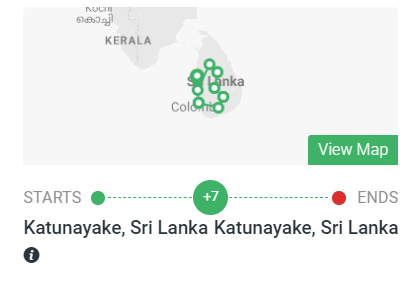 Kochi
കൊച്ചി
KERALA
Sri Lanka
Colombo
View Map
STARTS +7 ENDS
Katunayake, Sri Lanka Katunayake, Sri Lanka
i